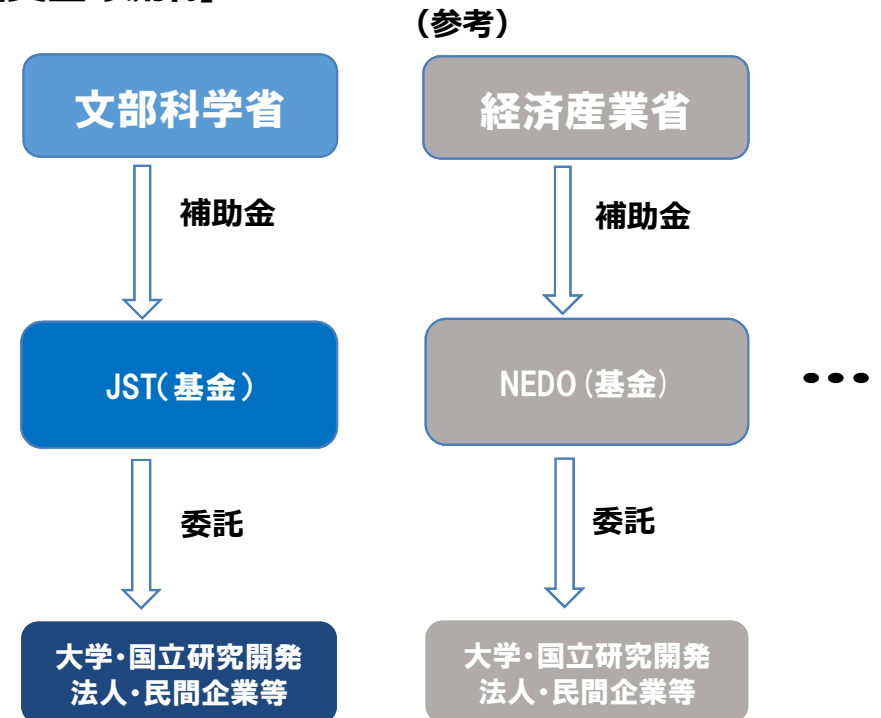 （参考）
文部科学省
補助金
JST(基金)
委託
大学・国立研究開発
法人・民間企業等
経済産業省
補助金
NEDO(基金)
委託
大学・国立研究開発
法人・民間企業等
•••